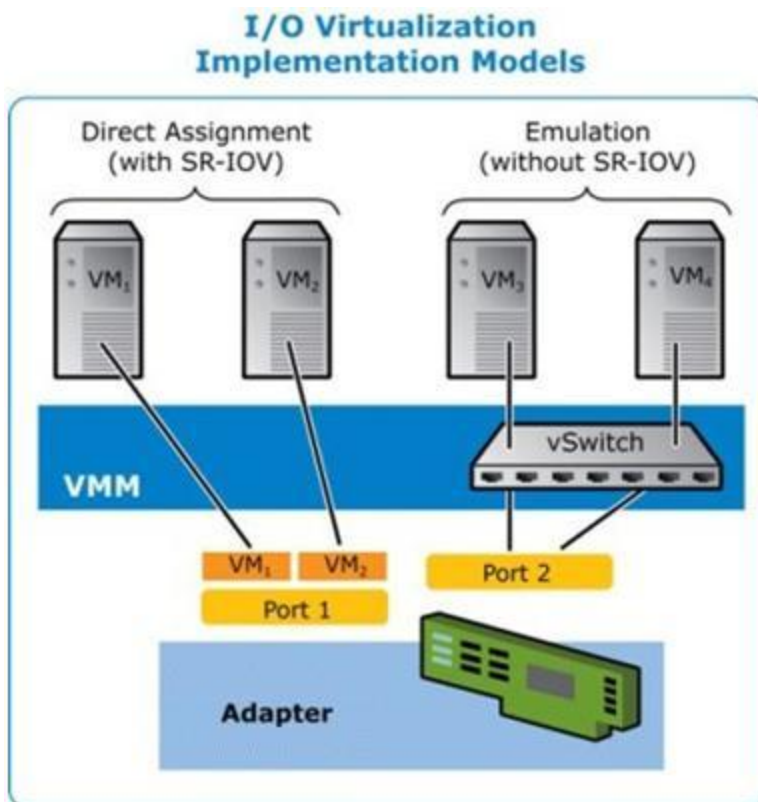 I/O Virtualization
Implementation Models
Direct Assignment
(with SR-IOV)
Emulation
(without SR-IOV)
VM₁
VM₂
VM₃
VM₄
vSwitch
VMM
VM₁
VM₂
Port 1
Port 2
Adapter